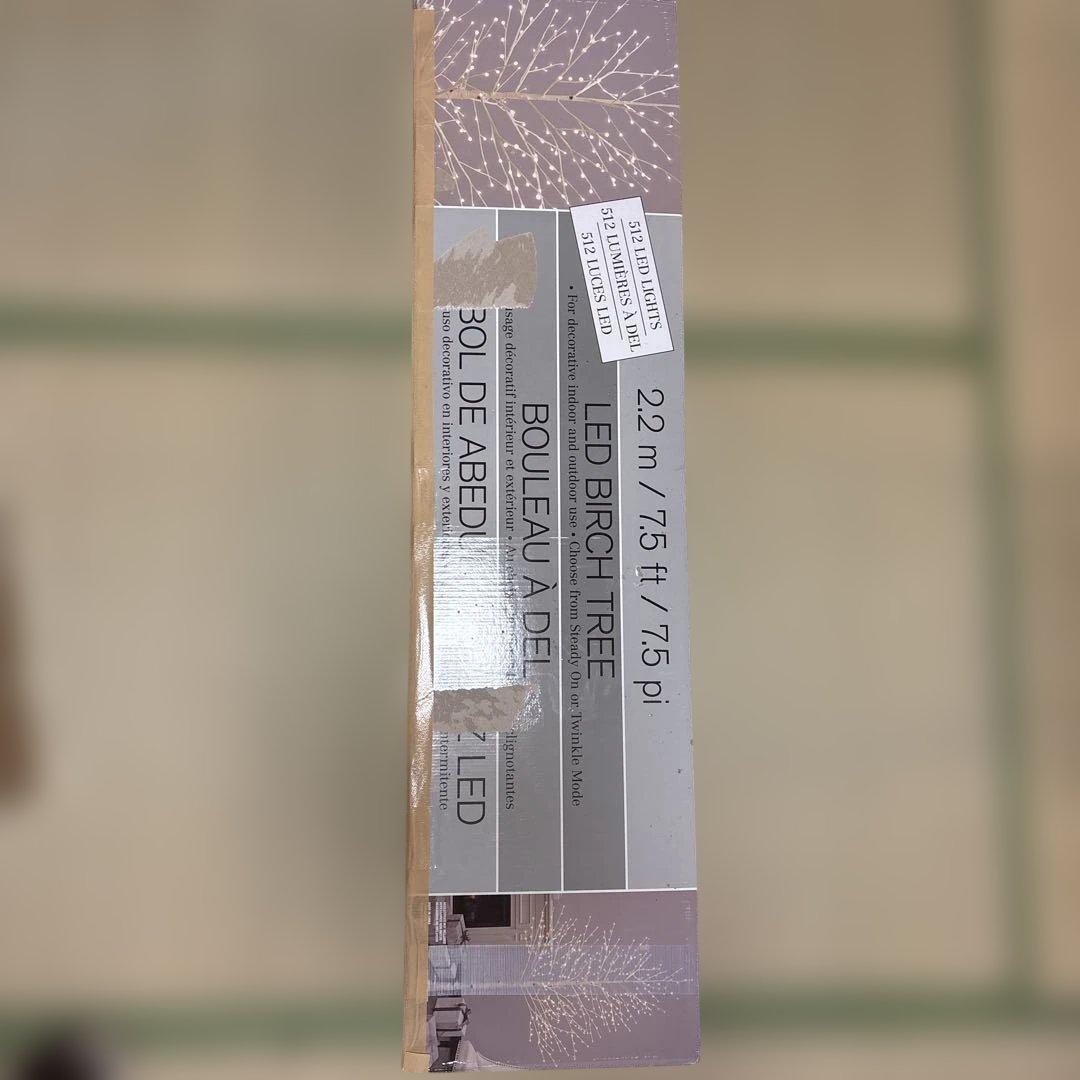 512 LED LIGHTS
512 LUMIÈRES À DEL
512 LUCES LED
2.2 m / 7.5 ft / 7.5 pi
LED BIRCH TREE
• For decorative indoor and outdoor use • Choose from Steady On or Twinkle Mode
BOULEAU À DEL
usage décoratif intérieur et extérieur •
clignotantes
BOL DE ABEDUL
LED
uso decorativo en interiores y exteriores
intermitente